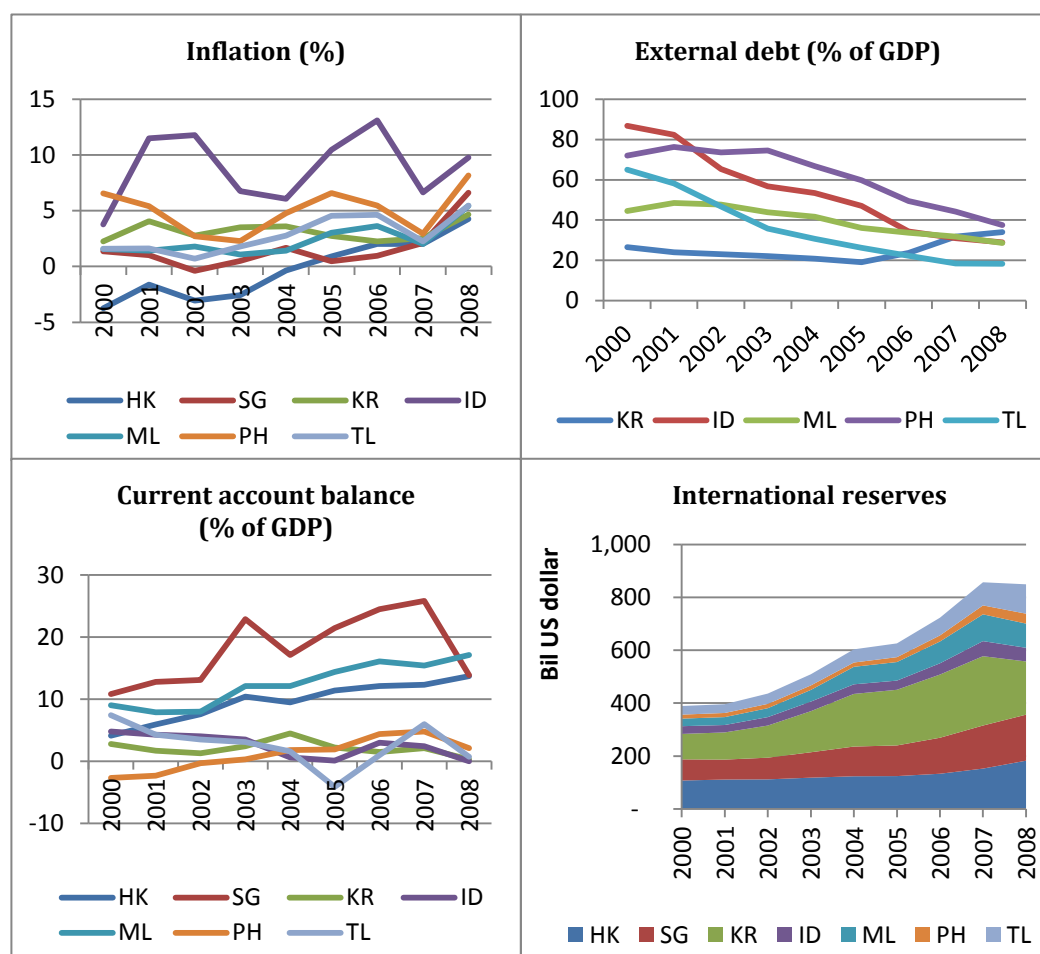 Inflation (%)
15
10
5
0
-5
2000 2001 2002 2003 2004 2005 2006 2007 2008
HK SG KR ID
ML PH TL
External debt (% of GDP)
100
80
60
40
20
0
2000 2001 2002 2003 2004 2005 2006 2007 2008
KR ID ML PH TL
Current account balance
(% of GDP)
30
20
10
0
-10
2000 2001 2002 2003 2004 2005 2006 2007 2008
HK SG KR ID
ML PH TL
International reserves
Bil US dollar
1,000
800
600
400
200
-
2000 2001 2002 2003 2004 2005 2006 2007 2008
HK SG KR ID ML PH TL